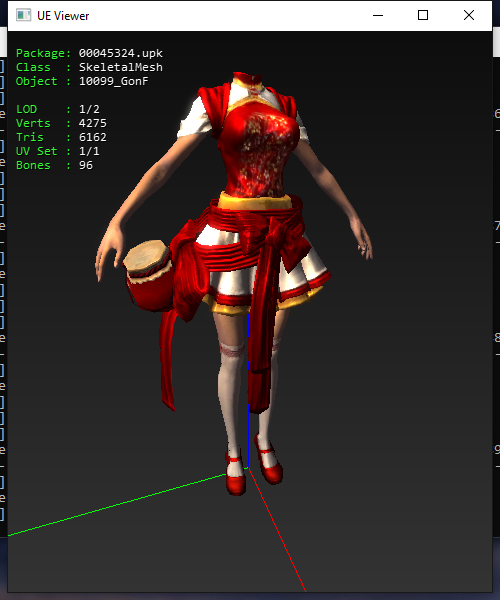 UE Viewer
Package: 00045324.upk
Class  : SkeletalMesh
Object : 10099_GonF
LOD    : 1/2
Verts  : 4275
Tris   : 6162
UV Set : 1/1
Bones  : 96